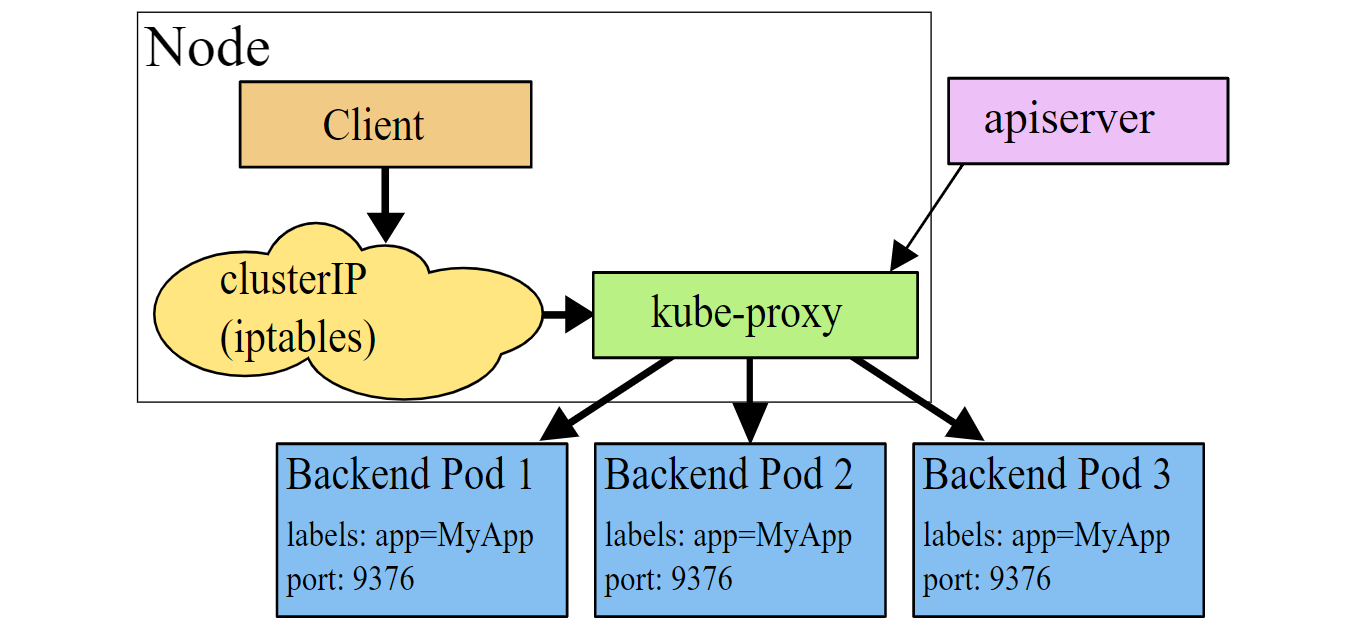 Node
Client
apiserver
clusterIP
(iptables)
kube-proxy
Backend Pod 1
labels: app=MyApp
port: 9376
Backend Pod 2
labels: app=MyApp
port: 9376
Backend Pod 3
labels: app=MyApp
port: 9376